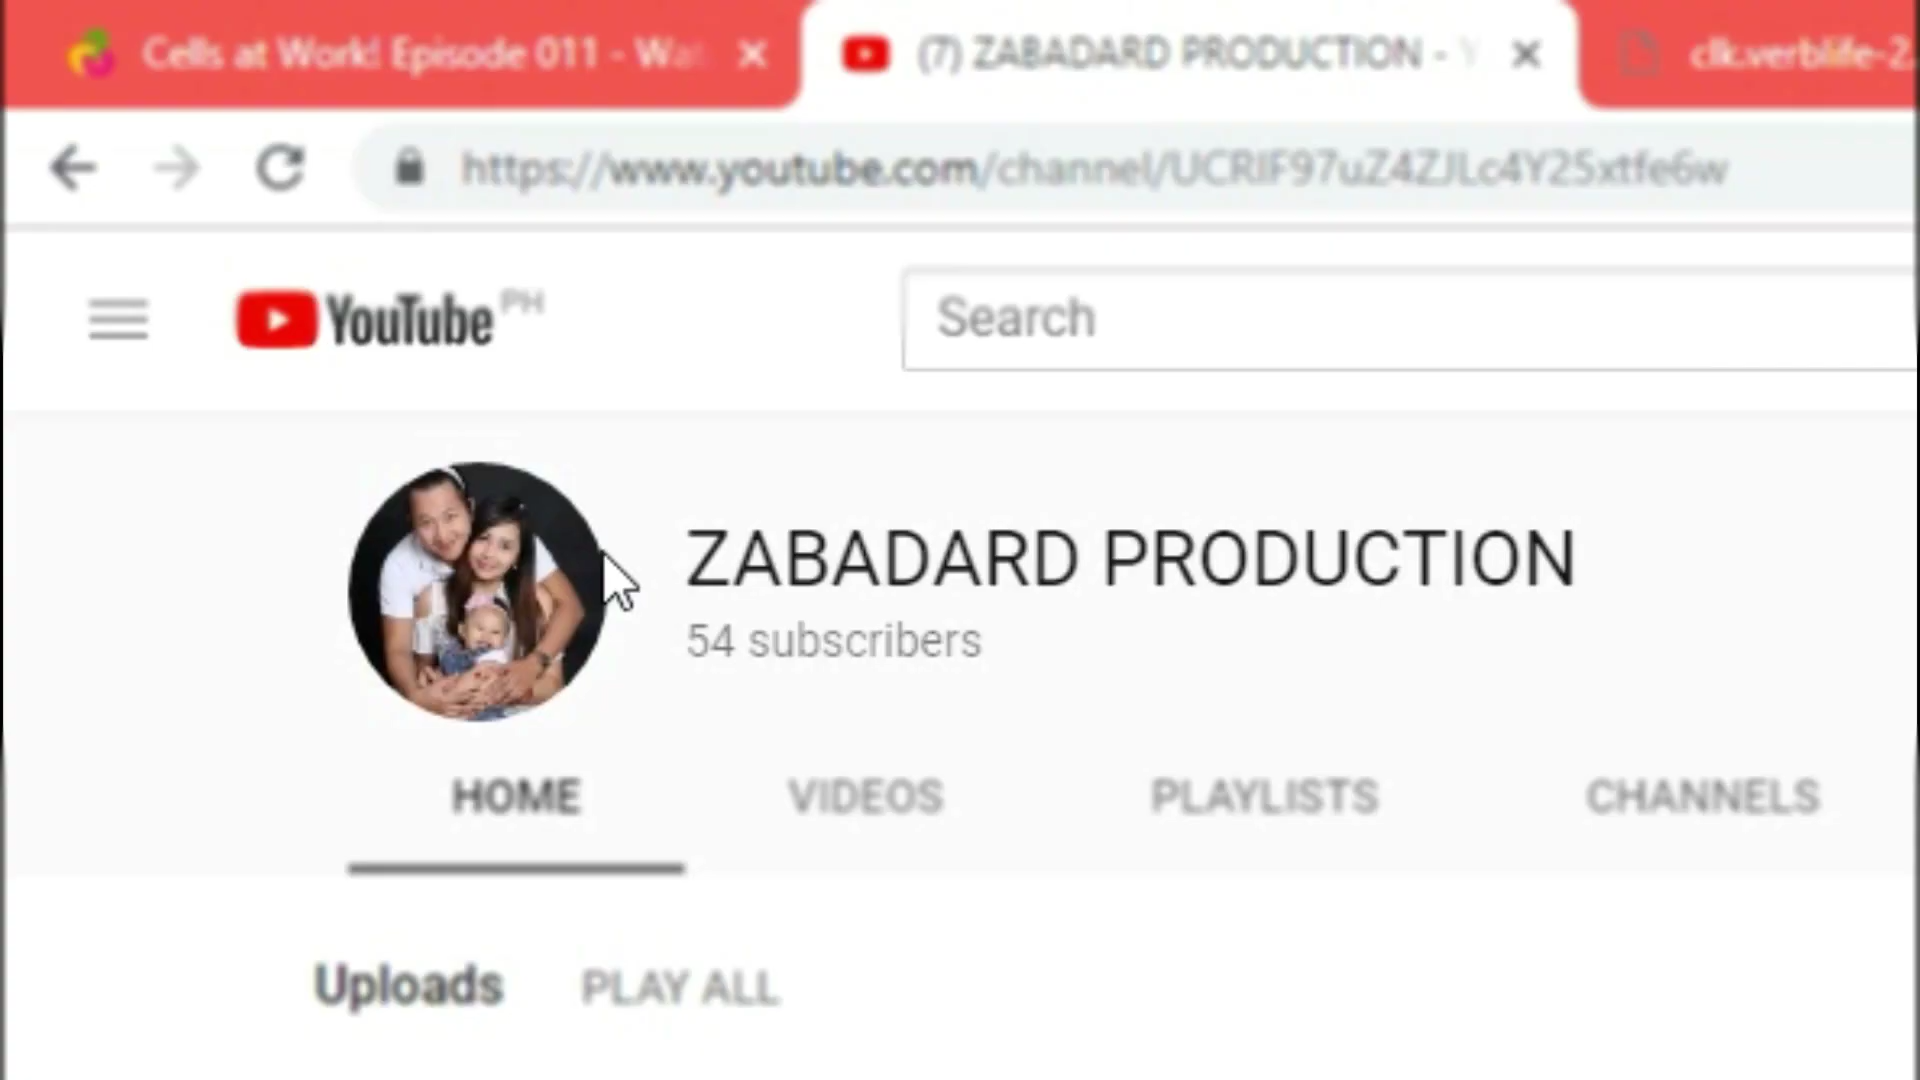 Cells at Work! Episode 011 - Wat
(7) ZABADARD PRODUCTION - Y
clk.verblife-2.
https://www.youtube.com/channel/UCRIF97uZ4ZJLc4Y25xtfe6w
YouTube PH
Search
ZABADARD PRODUCTION
54 subscribers
HOME VIDEOS PLAYLISTS CHANNELS
Uploads PLAY ALL